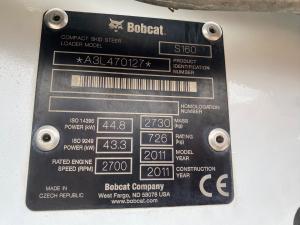 Bobcat
COMPACT SKID STEER
LOADER MODEL
S160
*A3L470127*
PRODUCT
IDENTIFICATION
NUMBER
HOMOLOGATION
NUMBER
ISO 14396
POWER (kW) 44.8 2730 MASS
(kg)
ISO 9249
POWER (kW) 43.3 726 RATED
MASS (kg)
RATED ENGINE
SPEED (RPM) 2700 2011 MODEL
YEAR
2011 CONSTRUCTION
YEAR
MADE IN
CZECH REPUBLIC
Bobcat Company
West Fargo, ND 58078 USA
www.bobcat.com
CE